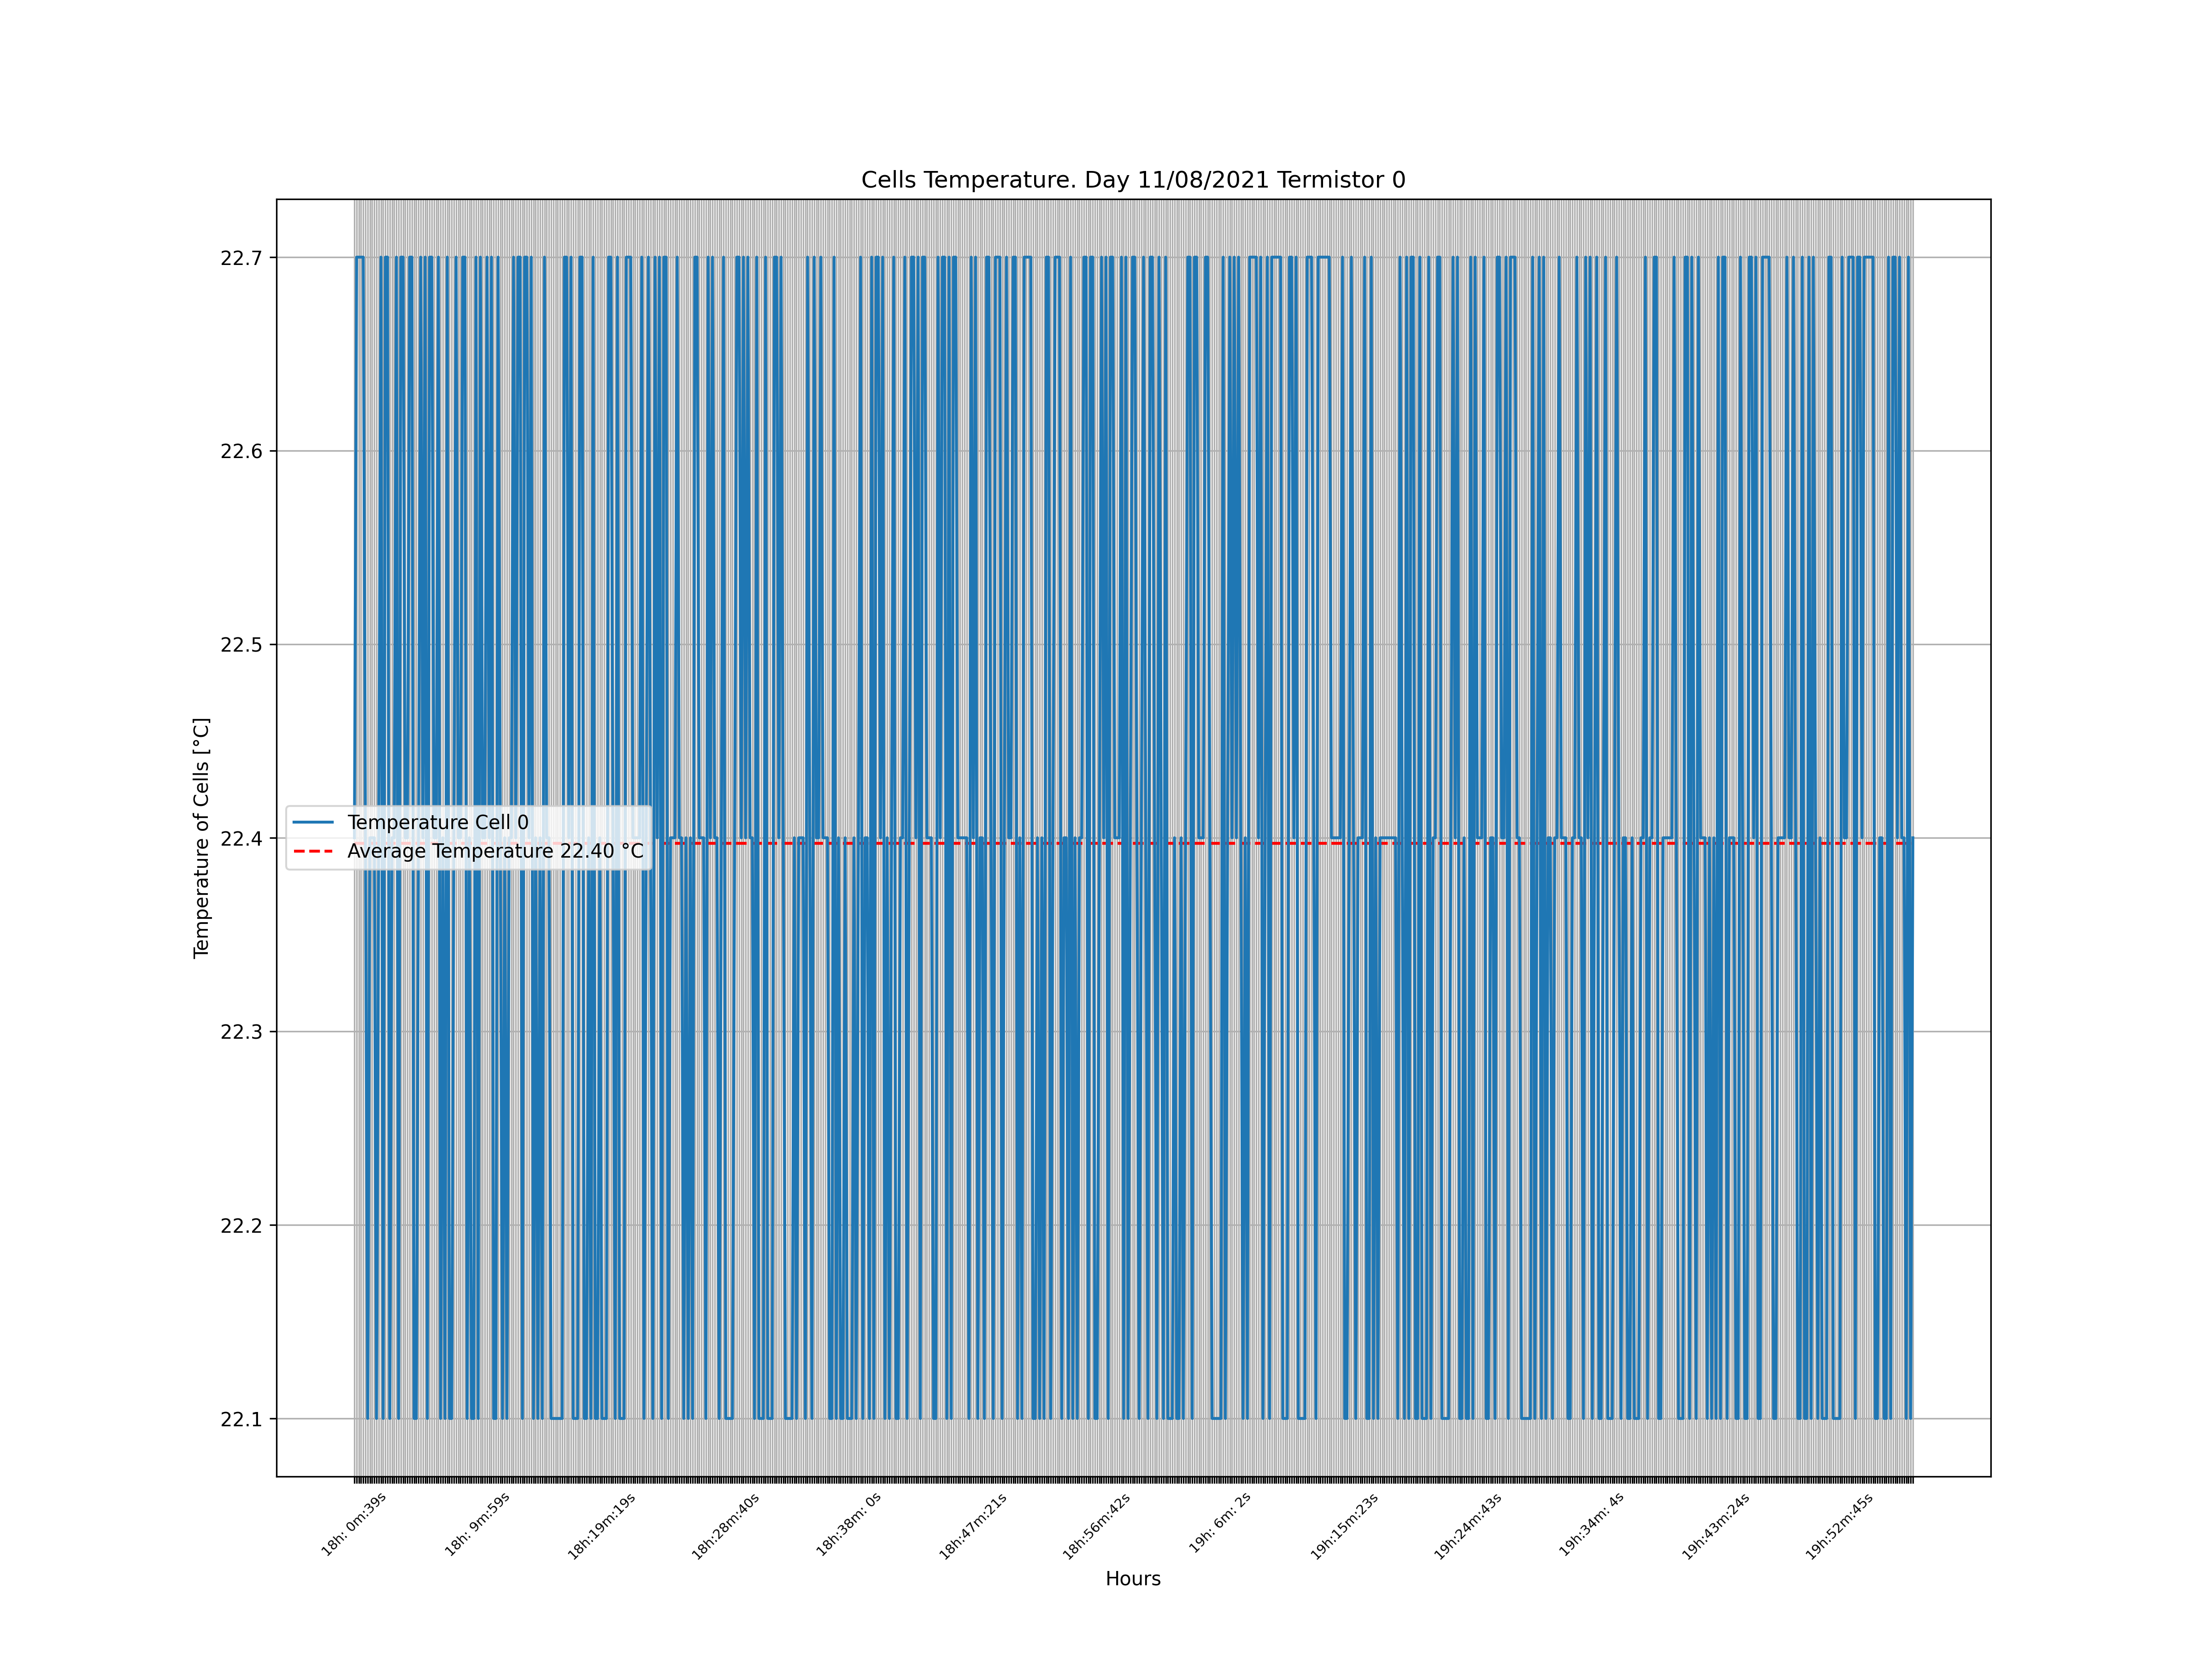 Cells Temperature. Day 11/08/2021 Termistor 0
22.7
22.6
22.5
22.4
22.3
22.2
22.1
Temperature of Cells [°C]
Temperature Cell 0
Average Temperature 22.40 °C
18h: 0m:39s
18h: 9m:59s
18h:19m:19s
18h:28m:40s
18h:38m: 0s
18h:47m:21s
18h:56m:42s
19h: 6m: 2s
19h:15m:23s
19h:24m:43s
19h:34m: 4s
19h:43m:24s
19h:52m:45s
Hours